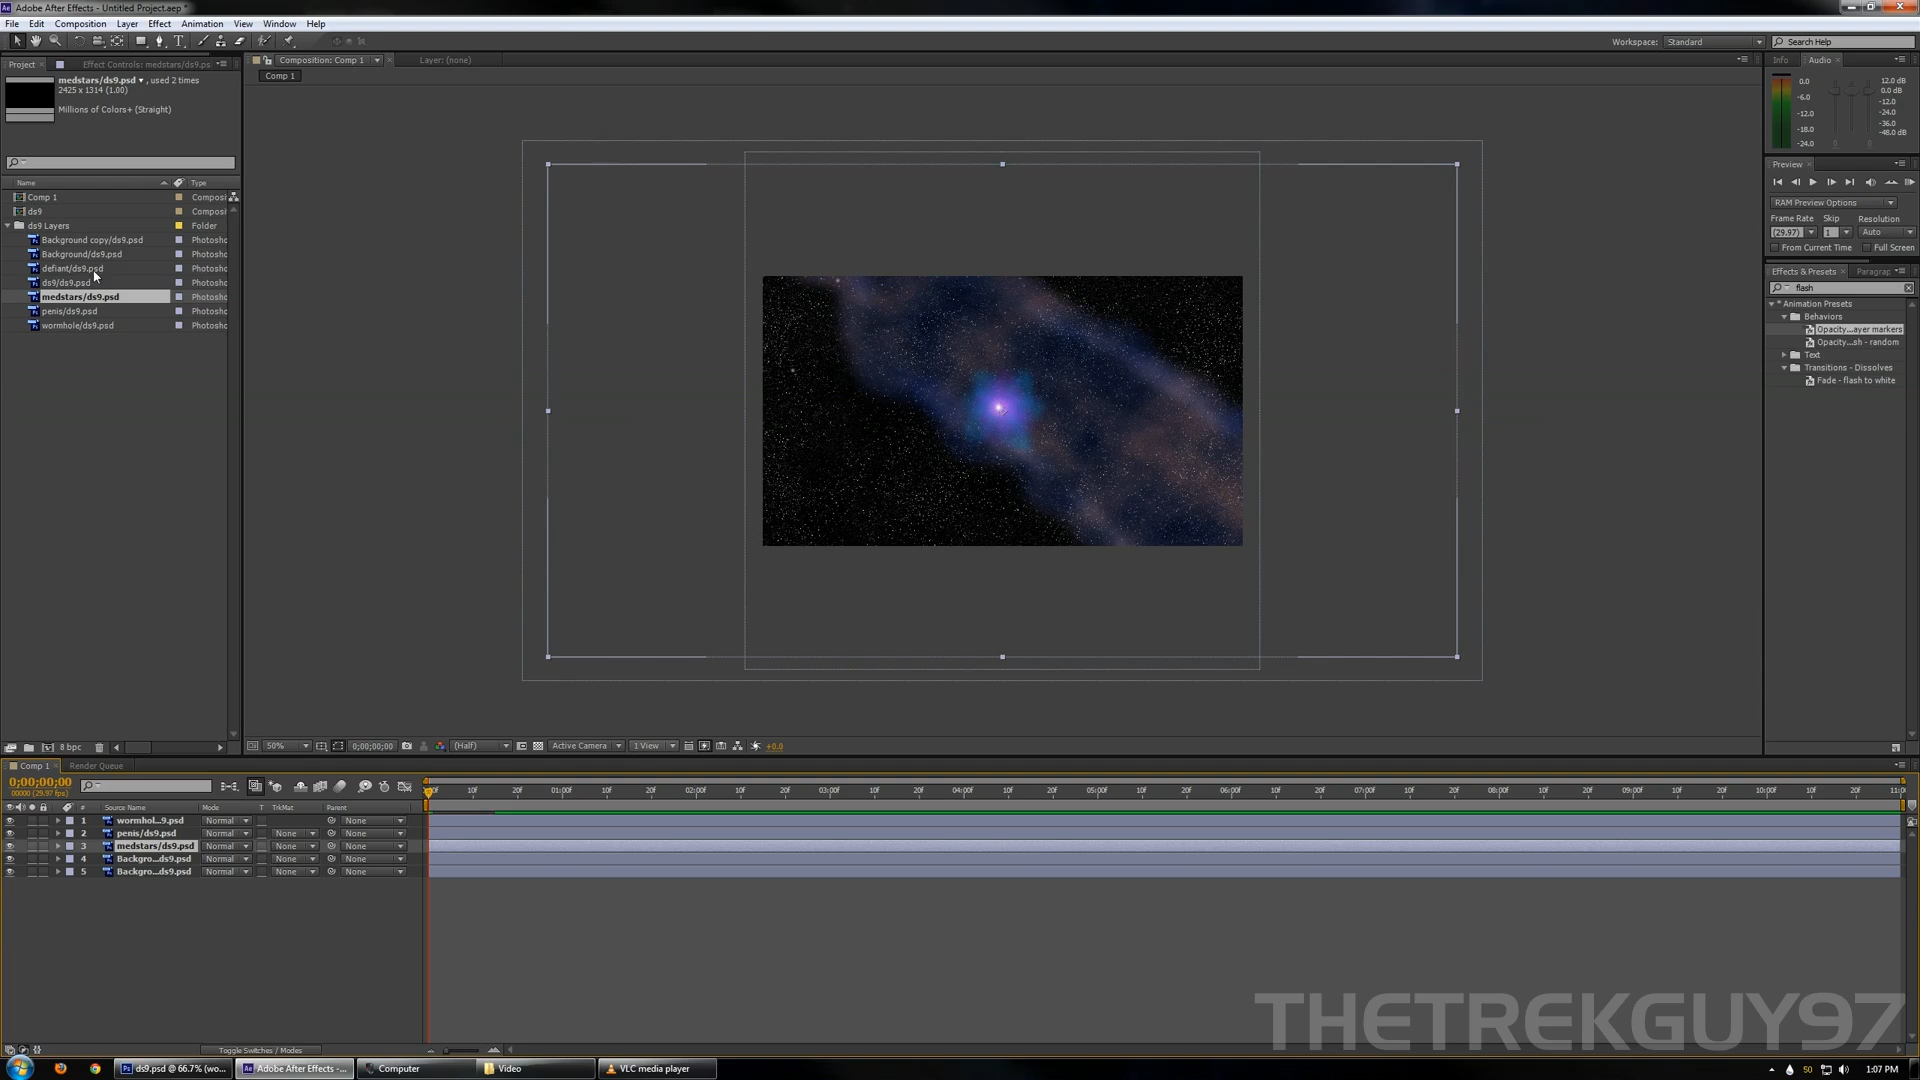 Adobe After Effects - Untitled Project.aep *
File Edit Composition Layer Effect Animation View Window Help
Workspace: Standard Search Help
Project Effect Controls: medstars/ds9.ps
medstars/ds9.psd , used 2 times
2425 x 1314 (1.00)
Millions of Colors+ (Straight)
Name Type
Comp 1 Composi
ds9 Composi
ds9 Layers Folder
Background copy/ds9.psd Photosho
Background/ds9.psd Photosho
defiant/ds9.psd Photosho
ds9/ds9.psd Photosho
medstars/ds9.psd Photosho
penis/ds9.psd Photosho
wormhole/ds9.psd Photosho
8 bpc
Composition: Comp 1 Layer: (none)
Comp 1
50% 0;00;00;00 (Half) Active Camera 1 View +0.0
Info Audio
0.0 12.0 dB
-6.0 0.0 dB
-12.0 -12.0
-24.0
-18.0 -36.0
-24.0 -48.0 dB
Preview
RAM Preview Options
Frame Rate Skip Resolution
(29.97) 1 Auto
From Current Time Full Screen
Effects & Presets Paragrap
flash
* Animation Presets
Behaviors
Opacity...ayer markers
Opacity...sh - random
Text
Transitions - Dissolves
Fade - flash to white
Comp 1 Render Queue
0;00;00;00
00000 (29.97 fps)
10f 20f 01:00f 10f 20f 02:00f 10f 20f 03:00f 10f 20f 04:00f 10f 20f 05:00f 10f 20f 06:00f 10f 20f 07:00f 10f 20f 08:00f 10f 20f 09:00f 10f 20f 10:00f 10f 20f 11:0
# Source Name Mode T TrkMat Parent
1 wormhol...9.psd Normal None
2 penis/ds9.psd Normal None None
3 medstars/ds9.psd Normal None None
4 Backgro...ds9.psd Normal None None
5 Backgro...ds9.psd Normal None None
Toggle Switches / Modes
THETREKGUY97
ds9.psd @ 66.7% (wo... Adobe After Effects -... Computer Video VLC media player 50 1:07 PM